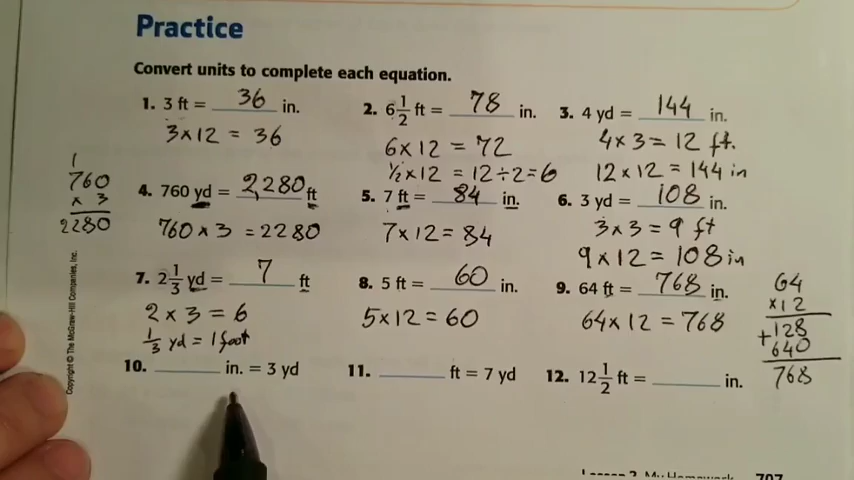 Practice
Convert units to complete each equation.
1. 3 ft = 36 in.
3 x 12 = 36
2. 6 1/2 ft = 78 in.
6 x 12 = 72
1/2 x 12 = 12 ÷ 2 = 6
3. 4 yd = 144 in.
4 x 3 = 12 ft.
12 x 12 = 144 in
1
760
x 3
2280
4. 760 yd = 2,280 ft
760 x 3 = 2280
5. 7 ft = 84 in.
7 x 12 = 84
6. 3 yd = 108 in.
3 x 3 = 9 ft
9 x 12 = 108 in
7. 2 1/3 yd = 7 ft
2 x 3 = 6
1/3 yd = 1 foot
8. 5 ft = 60 in.
5 x 12 = 60
9. 64 ft = 768 in.
64 x 12 = 768
64
x12
+128
640
768
10. ______ in. = 3 yd
11. ______ ft = 7 yd
12. 12 1/2 ft = ______ in.
Copyright © The McGraw-Hill Companies, Inc.